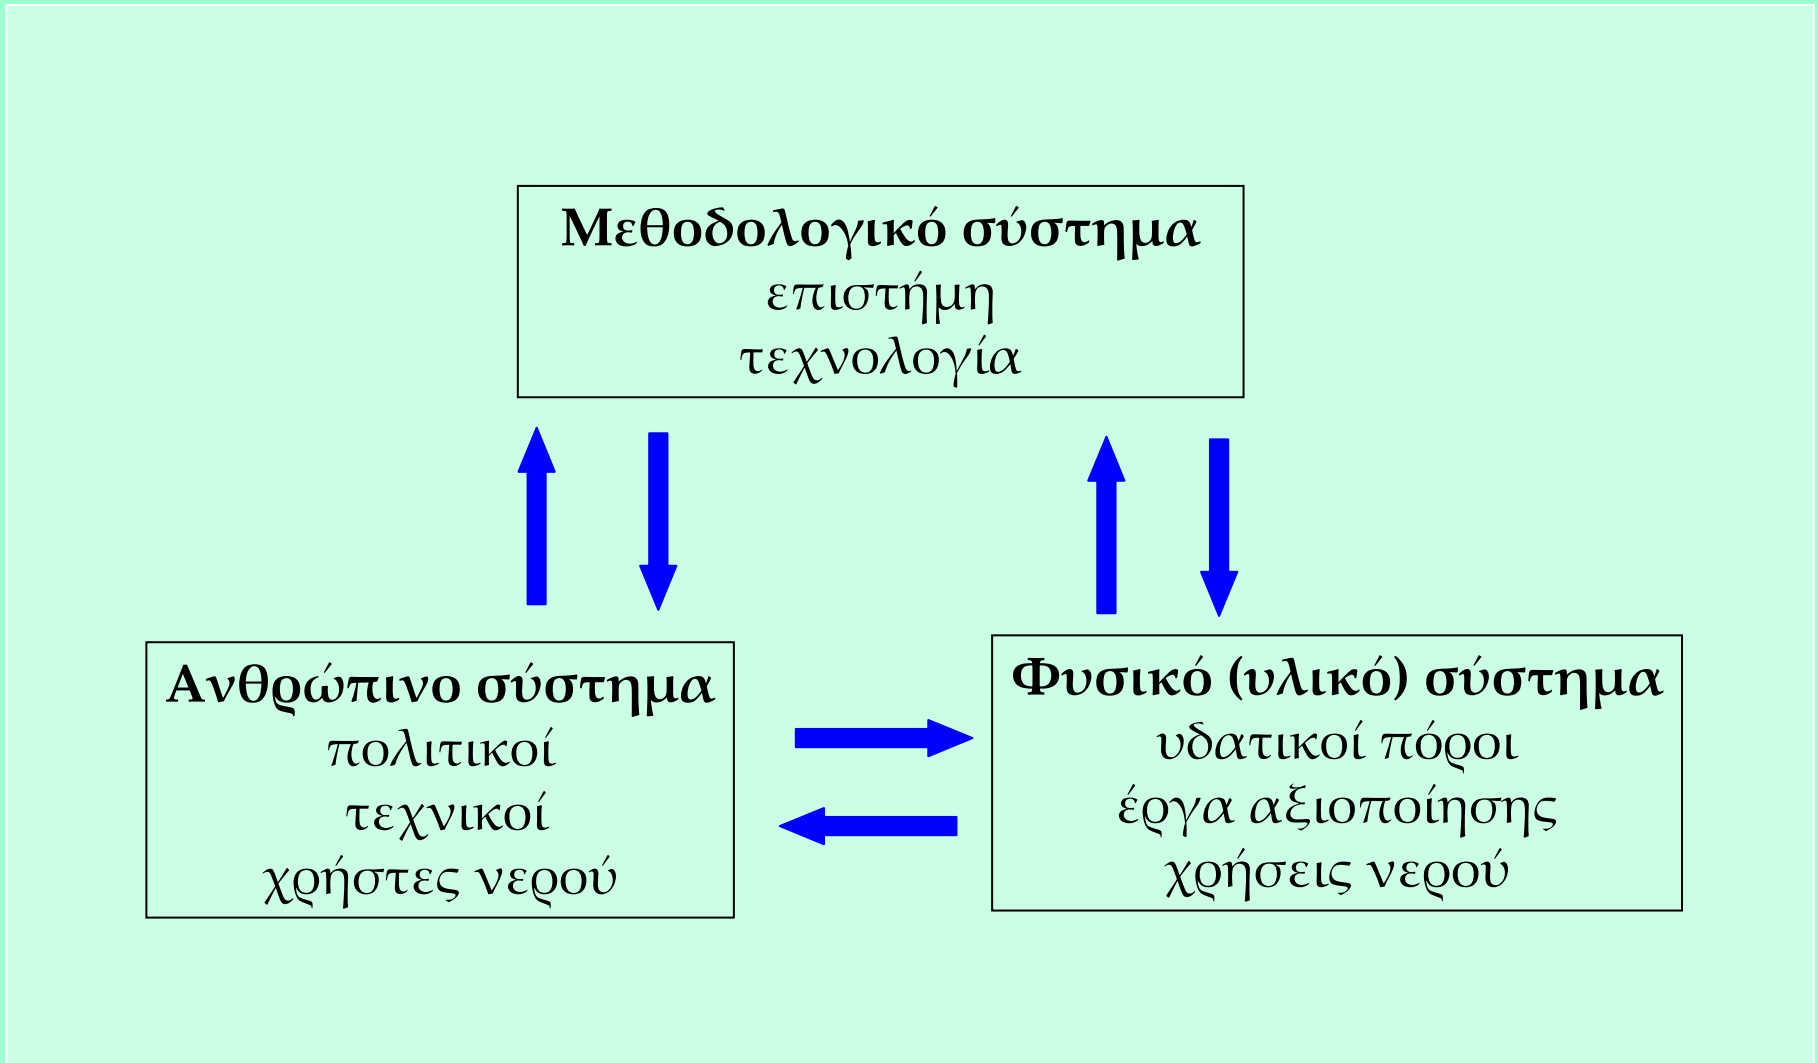 Μεθοδολογικό σύστημα
επιστήμη
τεχνολογία
Ανθρώπινο σύστημα
πολιτικοί
τεχνικοί
χρήστες νερού
Φυσικό (υλικό) σύστημα
υδατικοί πόροι
έργα αξιοποίησης
χρήσεις νερού